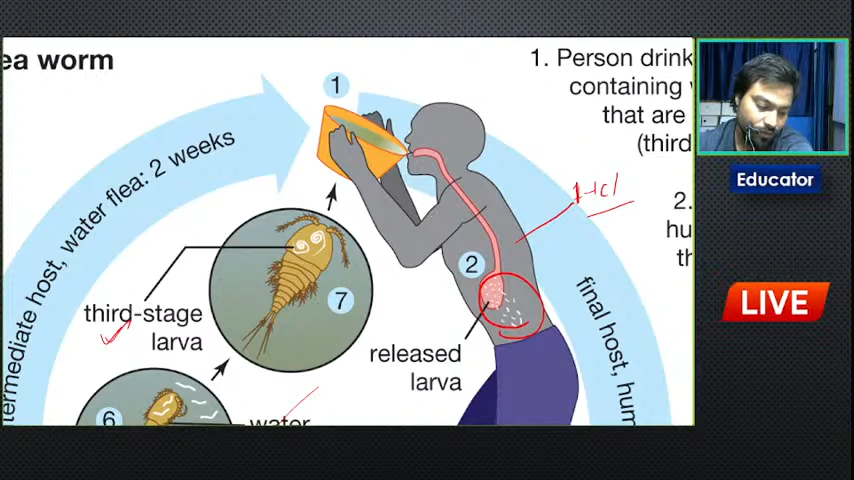 ea worm
1
1. Person drink
containing
that are
(third
2.
hu
th
Hcl
intermediate host, water flea: 2 weeks
2
7
third-stage
larva
released
larva
final host, hum
6
water
Educator
LIVE